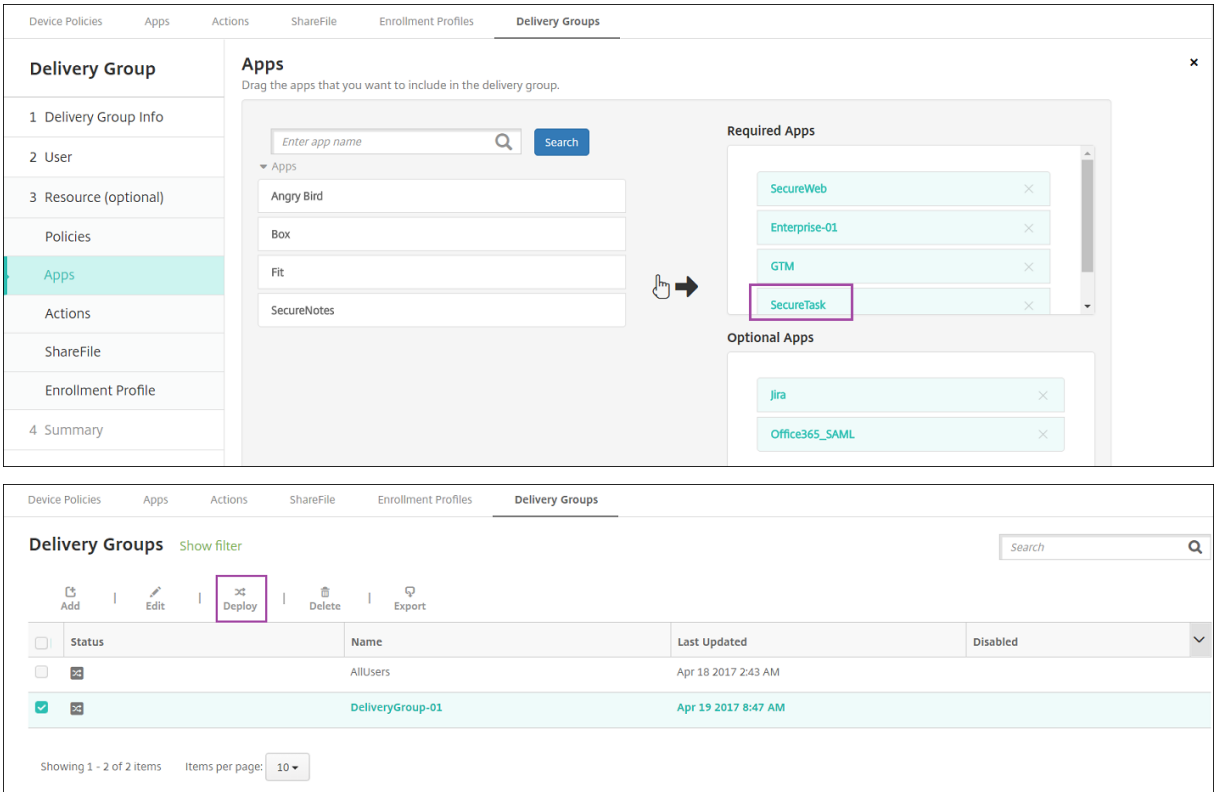 Device Policies Apps Actions ShareFile Enrollment Profiles Delivery Groups
Delivery Group
1 Delivery Group Info
2 User
3 Resource (optional)
Policies
Apps
Actions
ShareFile
Enrollment Profile
4 Summary
Apps
Drag the apps that you want to include in the delivery group.
Enter app name Search
Apps
Angry Bird
Box
Fit
SecureNotes
Required Apps
SecureWeb
Enterprise-01
GTM
SecureTask
Optional Apps
Jira
Office365_SAML
Device Policies Apps Actions ShareFile Enrollment Profiles Delivery Groups
Delivery Groups Show filter Search
Add | Edit | Deploy | Delete | Export
Status Name Last Updated Disabled
AllUsers Apr 18 2017 2:43 AM
DeliveryGroup-01 Apr 19 2017 8:47 AM
Showing 1 - 2 of 2 items Items per page: 10